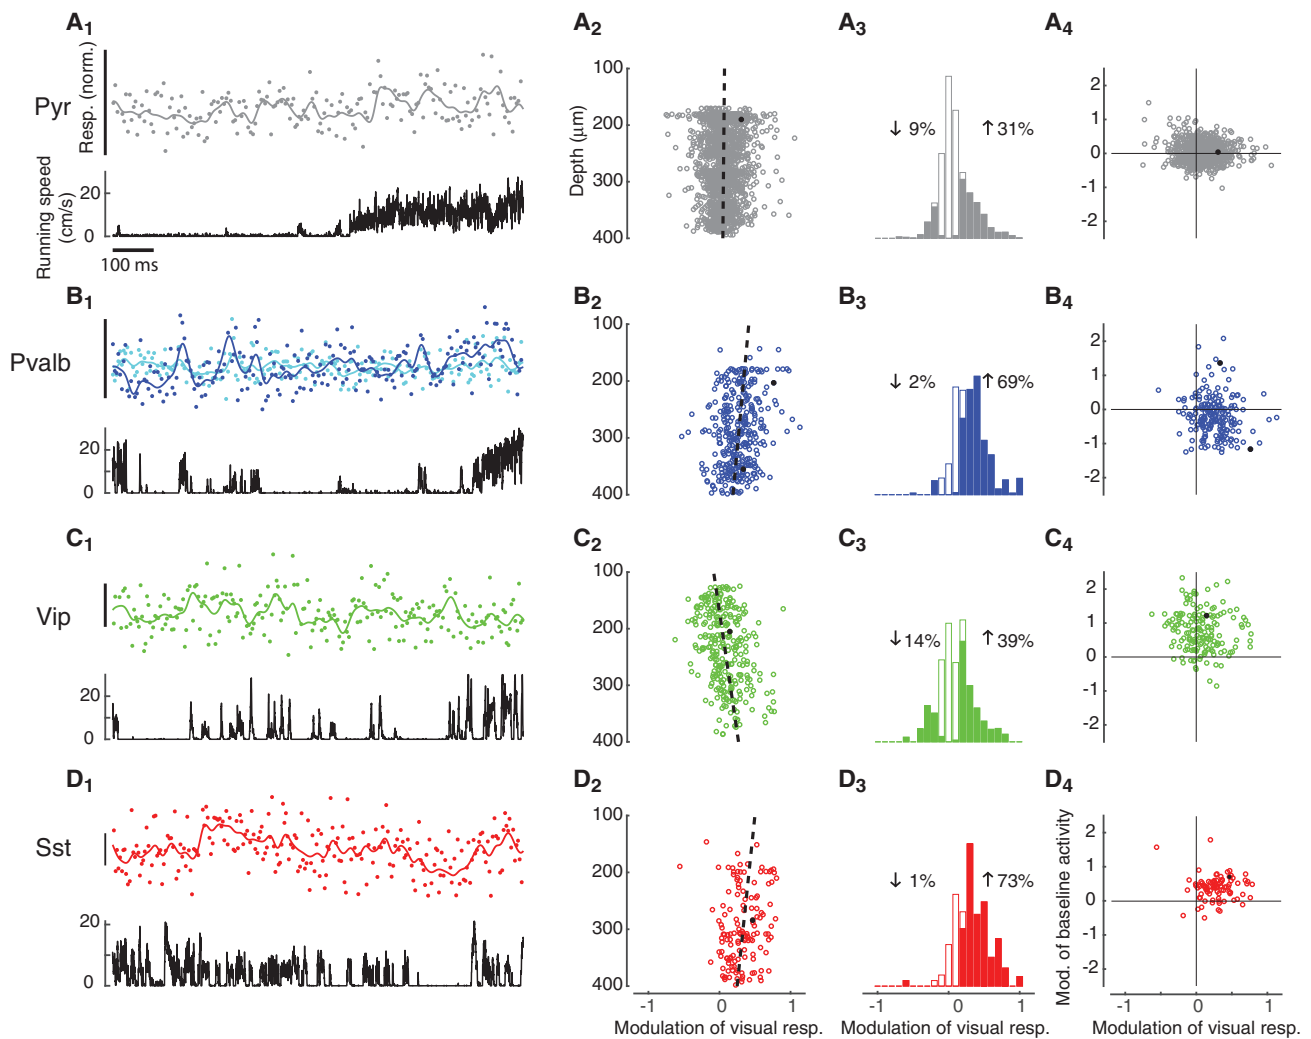 A1 A2 A3 A4
Pyr
Resp. (norm.)
Running speed
(cm/s)
20
0
100 ms
Depth (μm)
100
200
300
400
↓ 9% ↑31%
2
1
0
-1
-2
B1 B2 B3 B4
Pvalb
20
0
100
200
300
400
↓ 2% ↑69%
2
1
0
-1
-2
C1 C2 C3 C4
Vip
20
0
100
200
300
400
↓14% ↑39%
2
1
0
-1
-2
D1 D2 D3 D4
Sst
20
0
100
200
300
400
↓ 1% ↑73%
Mod. of baseline activity
2
1
0
-1
-2
-1 0 1 -1 0 1 -1 0 1
Modulation of visual resp. Modulation of visual resp. Modulation of visual resp.